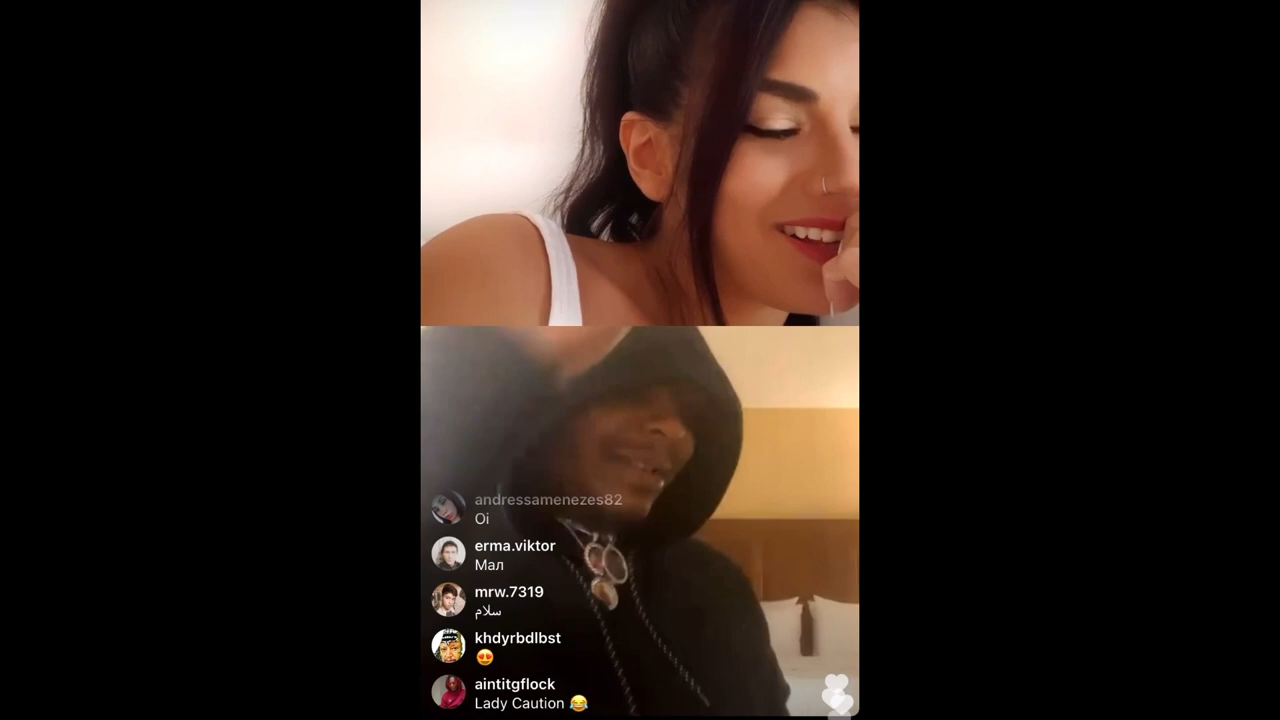 andressamenezes82
Oi
erma.viktor
Мал
mrw.7319
سلام
khdyrbdlbst
😍
aintitgflock
Lady Caution 😂